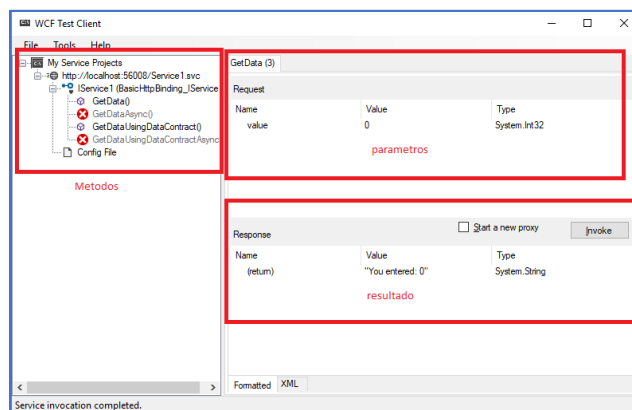 WCF Test Client
File Tools Help
My Service Projects
http://localhost:56008/Service1.svc
IService1 (BasicHttpBinding_IService
GetData()
GetDataAsync()
GetDataUsingDataContract()
GetDataUsingDataContractAsync
Config File
Metodos
GetData (3)
Request
Name Value Type
value 0 System.Int32
parametros
Response
Start a new proxy
Invoke
Name Value Type
(return) "You entered: 0" System.String
resultado
Formatted XML
Service invocation completed.